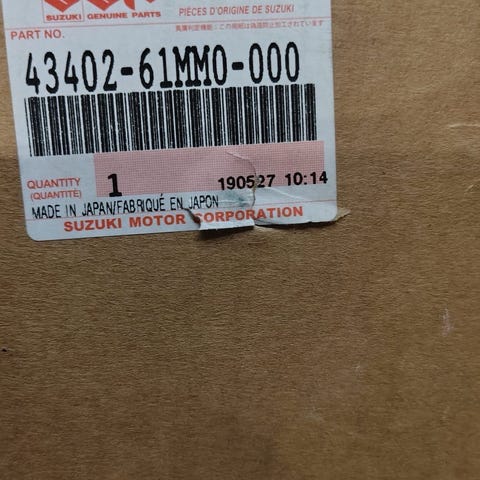 SUZUKI GENUINE PARTS
PIÈCES D'ORIGINE DE SUZUKI
PART NO.
43402-61MM0-000
QUANTITY
(QUANTITÉ)
1
190527 10:14
MADE IN JAPAN/FABRIQUÉ EN JAPON
SUZUKI MOTOR CORPORATION